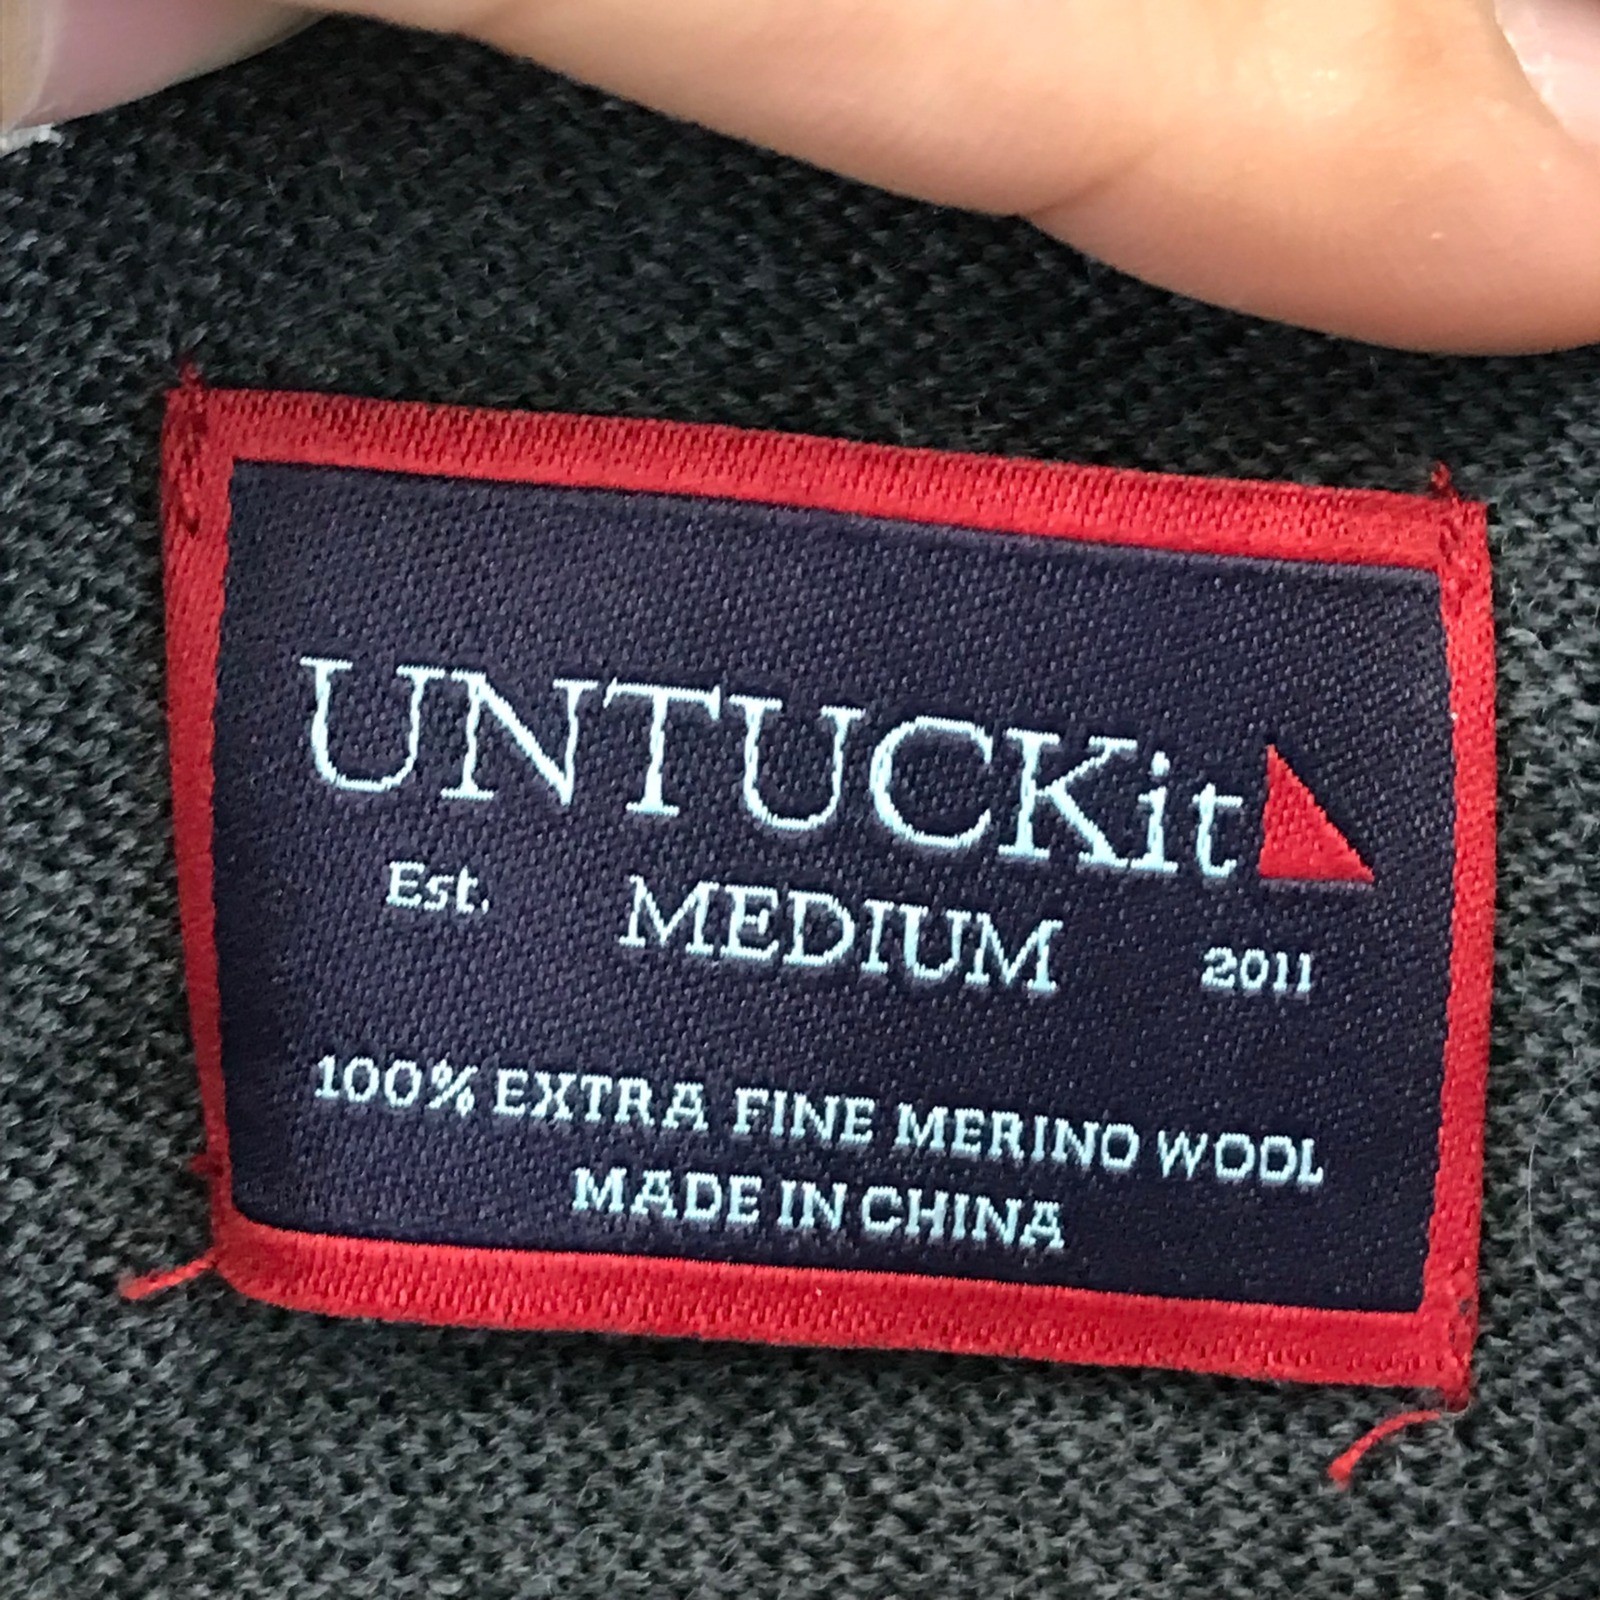 UNTUCKit
Est. MEDIUM 2011
100% EXTRA FINE MERINO WOOL
MADE IN CHINA